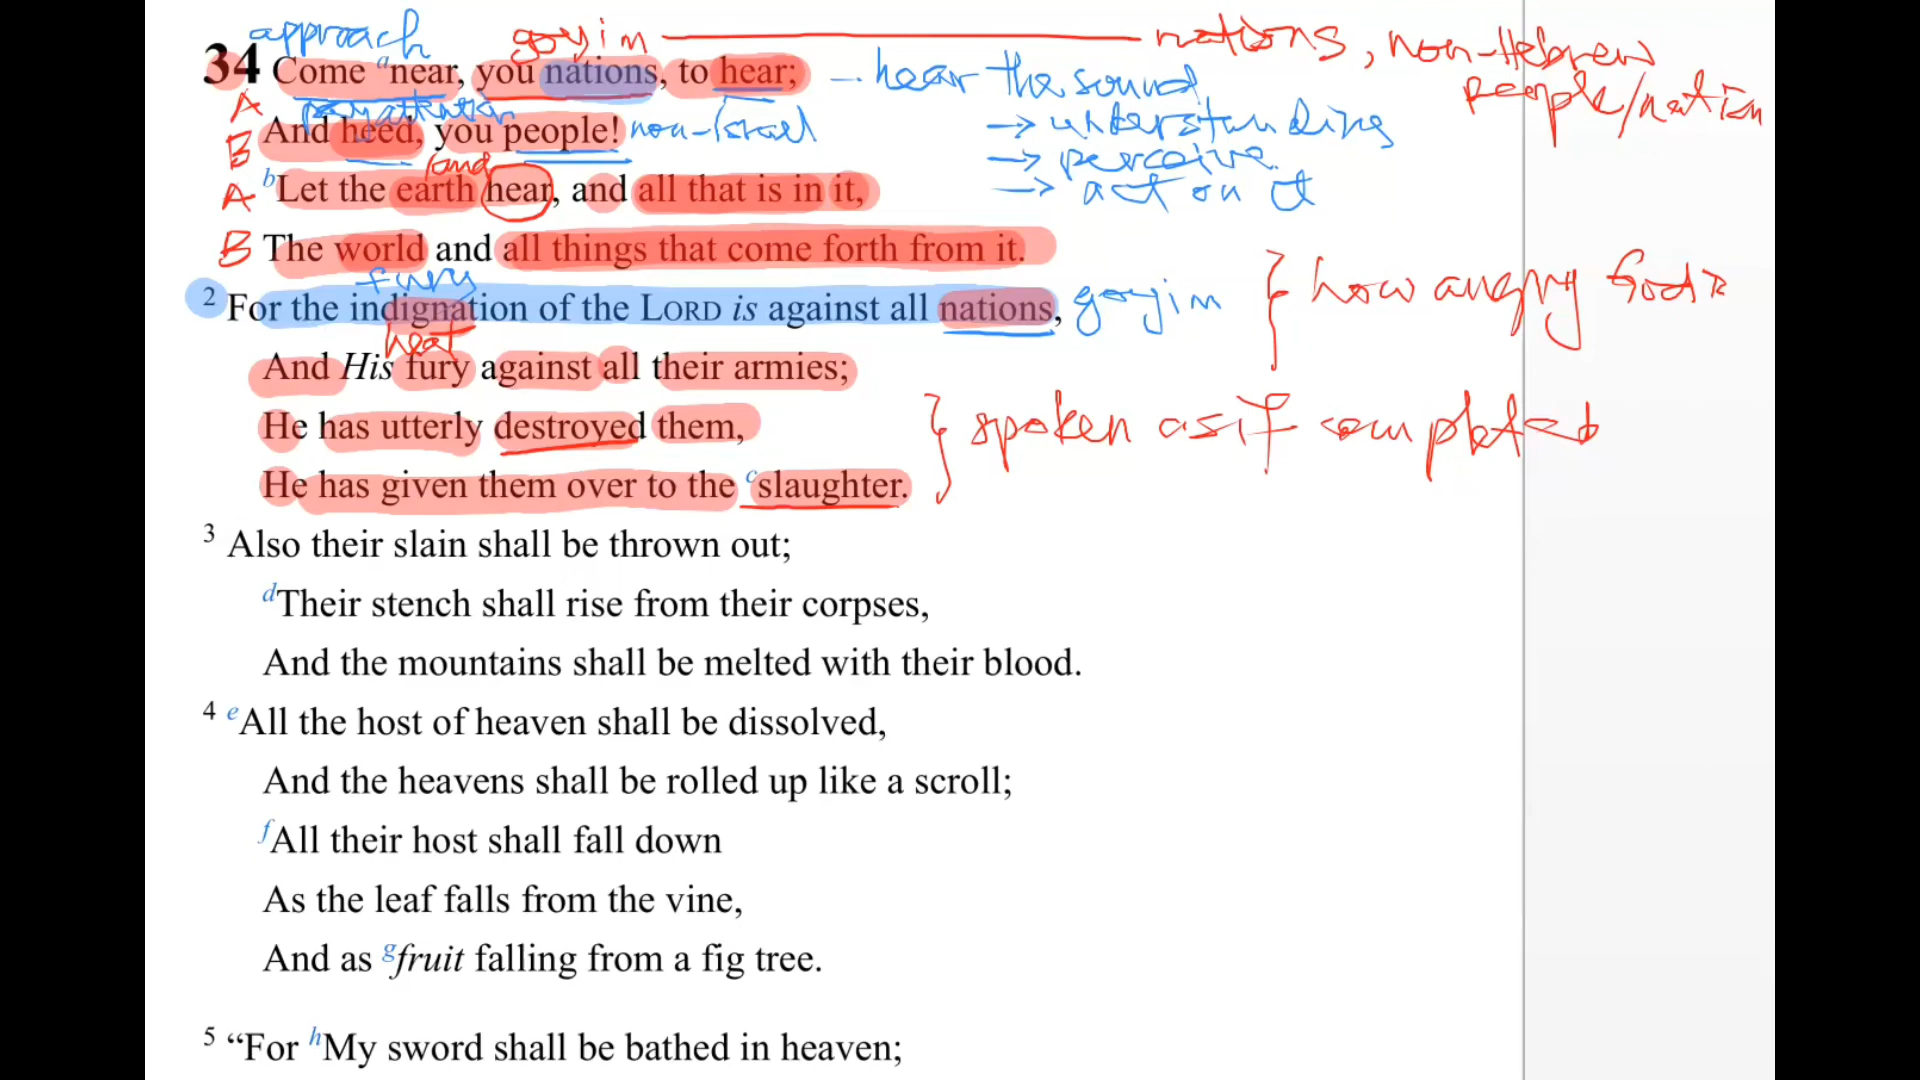 approach goyim nations, non-Hebrew
34 Come a near, you nations, to hear; - hear the sound people/nation
A pay attention
B And heed, you people! non-Israel → understanding
land → perceive
A b Let the earth hear, and all that is in it, → act on it
B The world and all things that come forth from it.
fury
2 For the indignation of the LORD is against all nations, goyim } how angry God is
heat
And His fury against all their armies;
He has utterly destroyed them, } spoken as if completed
He has given them over to the c slaughter.
3 Also their slain shall be thrown out;
d Their stench shall rise from their corpses,
And the mountains shall be melted with their blood.
4 e All the host of heaven shall be dissolved,
And the heavens shall be rolled up like a scroll;
f All their host shall fall down
As the leaf falls from the vine,
And as g fruit falling from a fig tree.
5 “For h My sword shall be bathed in heaven;